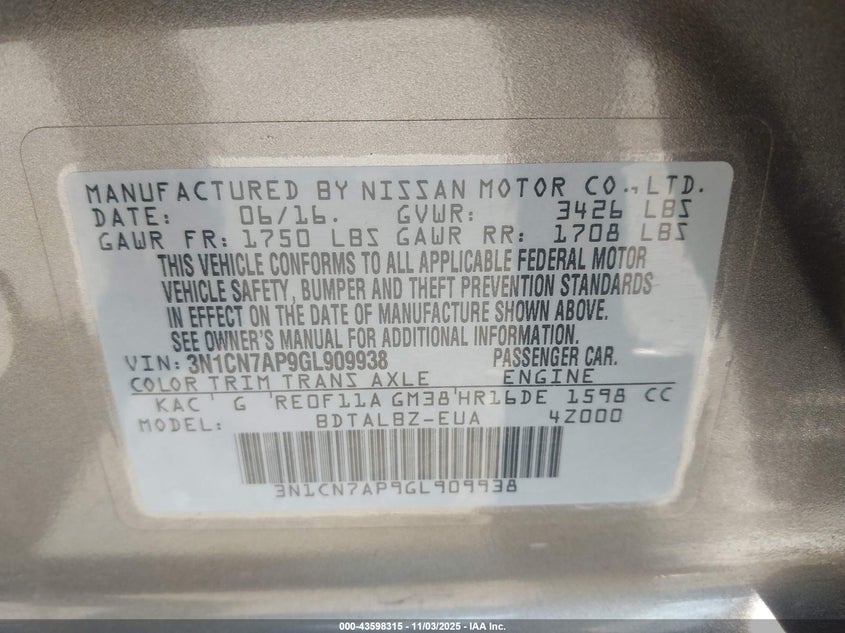 MANUFACTURED BY NISSAN MOTOR CO.,LTD.
DATE: 06/16. GVWR: 3426 LBS
GAWR FR: 1750 LBS GAWR RR: 1708 LBS
THIS VEHICLE CONFORMS TO ALL APPLICABLE FEDERAL MOTOR
VEHICLE SAFETY, BUMPER AND THEFT PREVENTION STANDARDS
IN EFFECT ON THE DATE OF MANUFACTURE SHOWN ABOVE.
SEE OWNER'S MANUAL FOR ADDITIONAL INFORMATION.
VIN: 3N1CN7AP9GL909938 PASSENGER CAR.
COLOR TRIM TRANS AXLE ENGINE
KAC G RE0F11A GM38 HR16DE 1598 CC
MODEL: BDTALBZ-EUA 4Z000
3N1CN7AP9GL909938
000-43598315 - 11/03/2025 - IAA Inc.